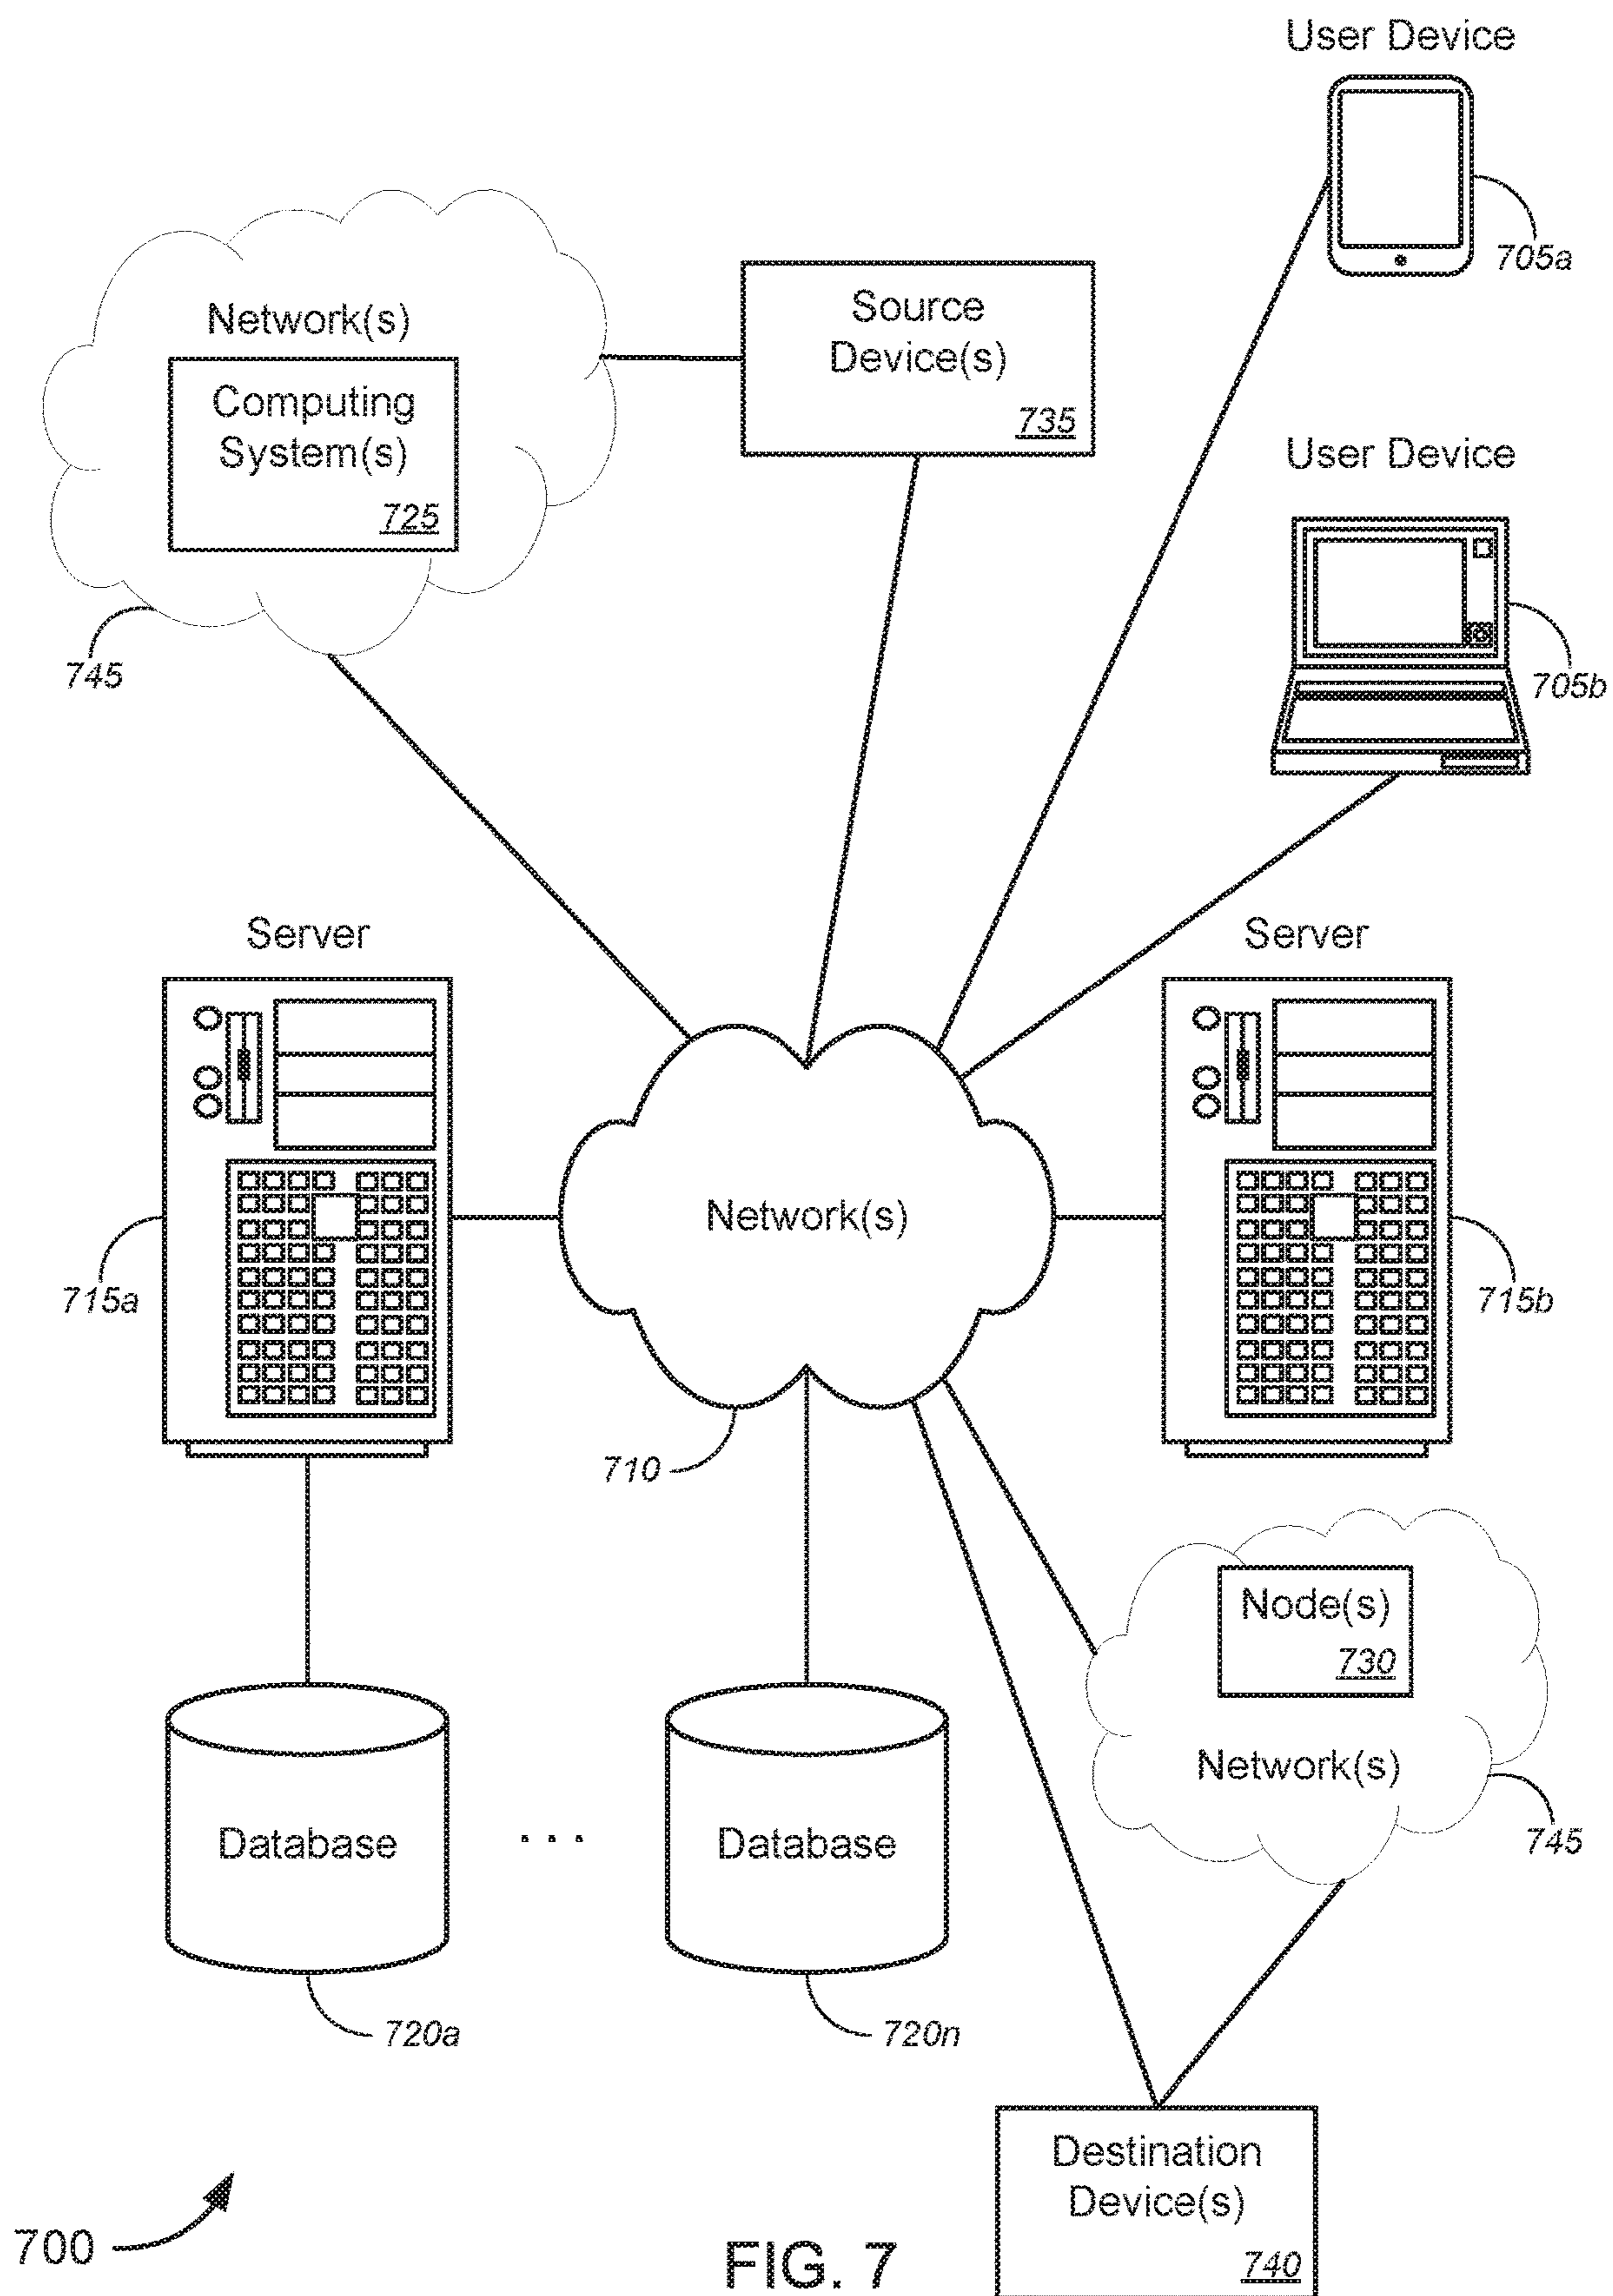 User Device
705a
Network(s)
Computing
System(s)
725
745
Source
Device(s)
735
User Device
705b
Server
715a
Server
715b
Network(s)
710
Node(s)
730
Network(s)
745
Database
720a
. . .
Database
720n
Destination
Device(s)
740
700
FIG. 7